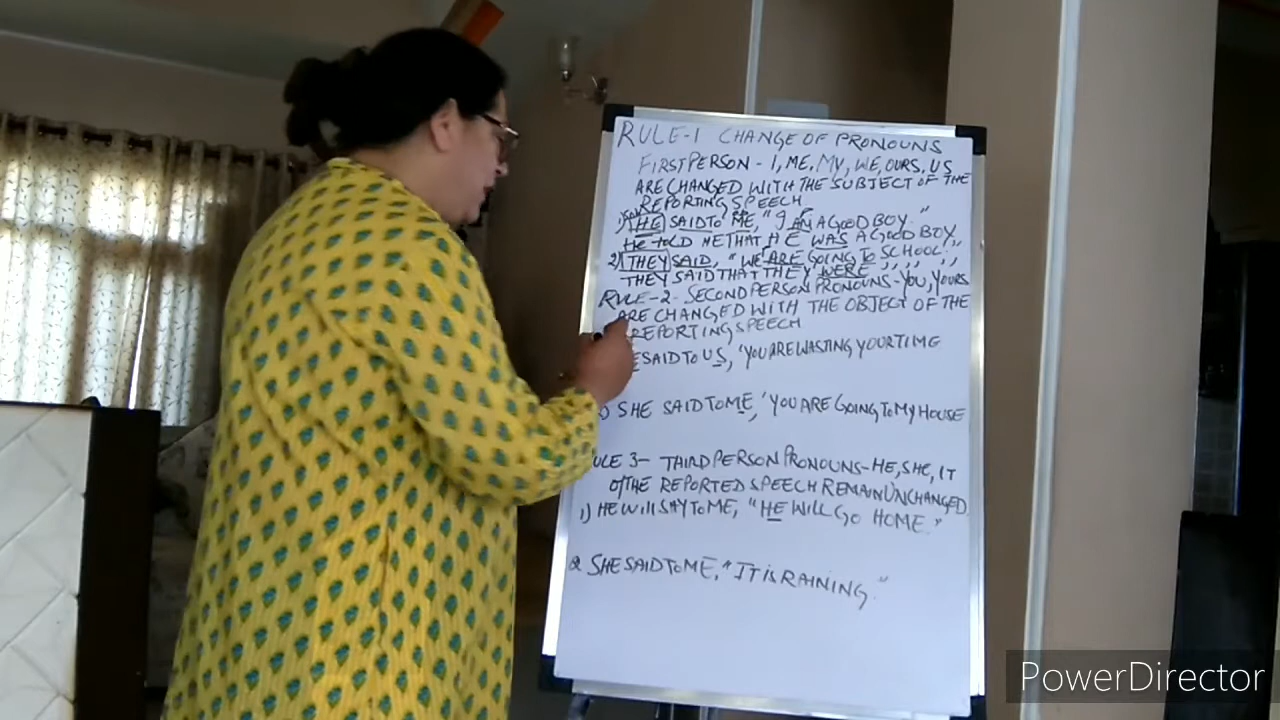 RULE-1 CHANGE OF PRONOUNS
FIRST PERSON - I, ME, MY, WE, OURS, US
ARE CHANGED WITH THE SUBJECT OF THE
REPORTING SPEECH
1) HE SAID TO ME, "I AM A GOOD BOY."
HE TOLD ME THAT HE WAS A GOOD BOY.
2) THEY SAID, "WE ARE GOING TO SCHOOL."
THEY SAID THAT THEY WERE ,, ,, ,,
RULE-2- SECOND PERSON PRONOUNS - YOU, YOURS
ARE CHANGED WITH THE OBJECT OF THE
REPORTING SPEECH
SAID TO US, 'YOU ARE WASTING YOUR TIME
) SHE SAID TO ME, 'YOU ARE GOING TO MY HOUSE
ULE 3- THIRD PERSON PRONOUNS - HE, SHE, IT
OF THE REPORTED SPEECH REMAIN UNCHANGED
1) HE WILL SAY TO ME, "HE WILL GO HOME."
2 SHE SAID TO ME, "IT IS RAINING."
PowerDirector